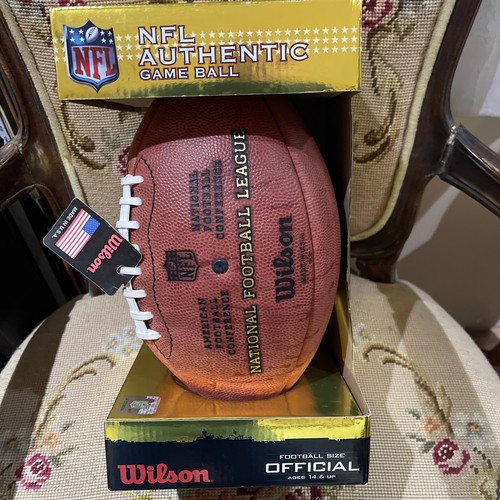 NFL
NFL
AUTHENTIC
GAME BALL
NATIONAL
FOOTBALL
CONFERENCE
NFL
AMERICAN
FOOTBALL
CONFERENCE
NATIONAL FOOTBALL LEAGUE
Wilson
MADE IN U.S.A.
Wilson
Wilson
FOOTBALL SIZE
OFFICIAL
AGES 14 & UP